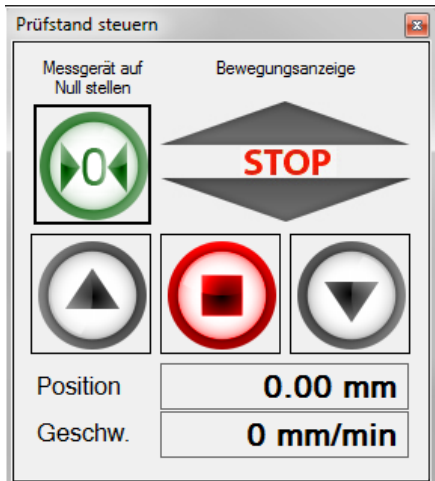 Prüfstand steuern
Messgerät auf
Null stellen
Bewegungsanzeige
0
STOP
Position 0.00 mm
Geschw. 0 mm/min